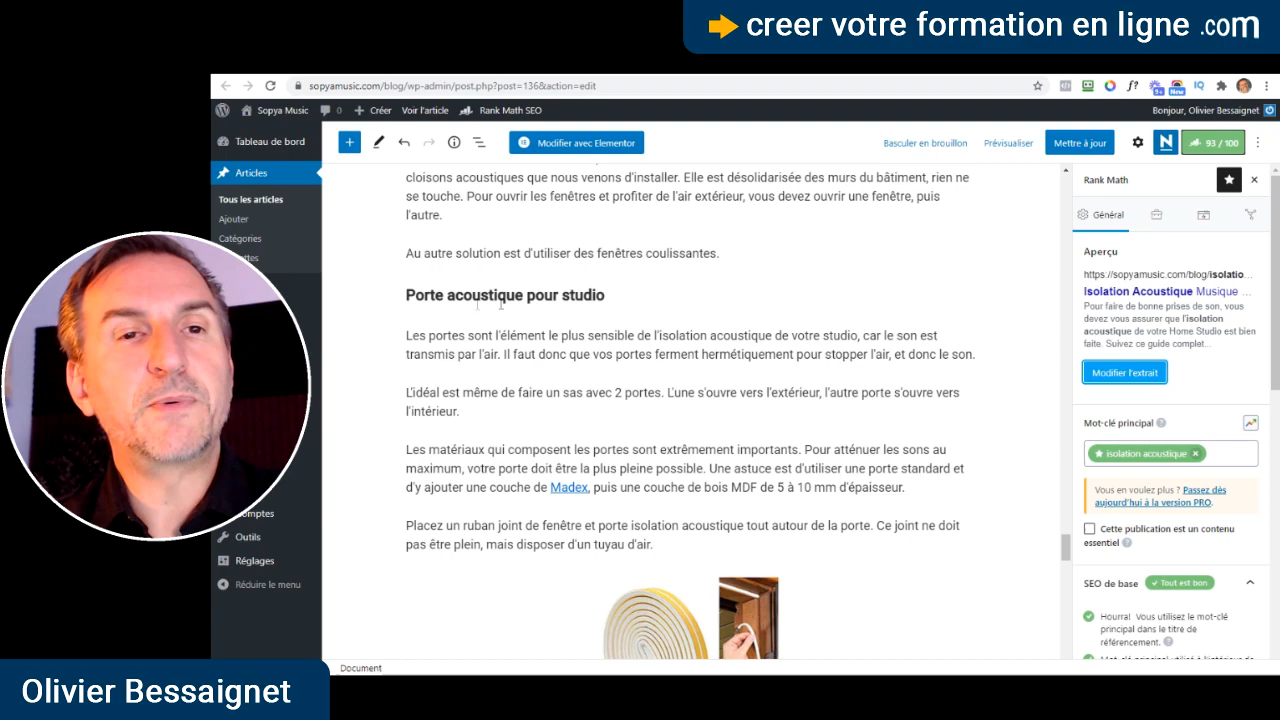 creer votre formation en ligne .com
sopyamusic.com/blog/wp-admin/post.php?post=136&action=edit
f?
9+
New
IQ
Sopya Music
0
Créer
Voir l'article
Rank Math SEO
Bonjour, Olivier Bessaignet
Tableau de bord
Articles
Tous les articles
Ajouter
Catégories
Outils
Réglages
Réduire le menu
Modifier avec Elementor
Basculer en brouillon
Prévisualiser
Mettre à jour
N
93 / 100
cloisons acoustiques que nous venons d'installer. Elle est désolidarisée des murs du bâtiment, rien ne
se touche. Pour ouvrir les fenêtres et profiter de l'air extérieur, vous devez ouvrir une fenêtre, puis
l'autre.
Au autre solution est d'utiliser des fenêtres coulissantes.
Porte acoustique pour studio
Les portes sont l'élément le plus sensible de l'isolation acoustique de votre studio, car le son est
transmis par l'air. Il faut donc que vos portes ferment hermétiquement pour stopper l'air, et donc le son.
L'idéal est même de faire un sas avec 2 portes. L'une s'ouvre vers l'extérieur, l'autre porte s'ouvre vers
l'intérieur.
Les matériaux qui composent les portes sont extrêmement importants. Pour atténuer les sons au
maximum, votre porte doit être la plus pleine possible. Une astuce est d'utiliser une porte standard et
d'y ajouter une couche de Madex, puis une couche de bois MDF de 5 à 10 mm d'épaisseur.
Placez un ruban joint de fenêtre et porte isolation acoustique tout autour de la porte. Ce joint ne doit
pas être plein, mais disposer d'un tuyau d'air.
Document
Rank Math
Général
Aperçu
https://sopyamusic.com/blog/isolatio...
Isolation Acoustique Musique ...
Pour faire de bonne prises de son, vous
devez vous assurer que l'isolation
acoustique de votre Home Studio est bien
faite. Suivez ce guide complet...
Modifier l'extrait
Mot-clé principal
isolation acoustique
Vous en voulez plus ? Passez dès
aujourd'hui à la version PRO.
Cette publication est un contenu
essentiel
SEO de base
Tout est bon
Hourra! Vous utilisez le mot-clé
principal dans le titre de
référencement.
Olivier Bessaignet